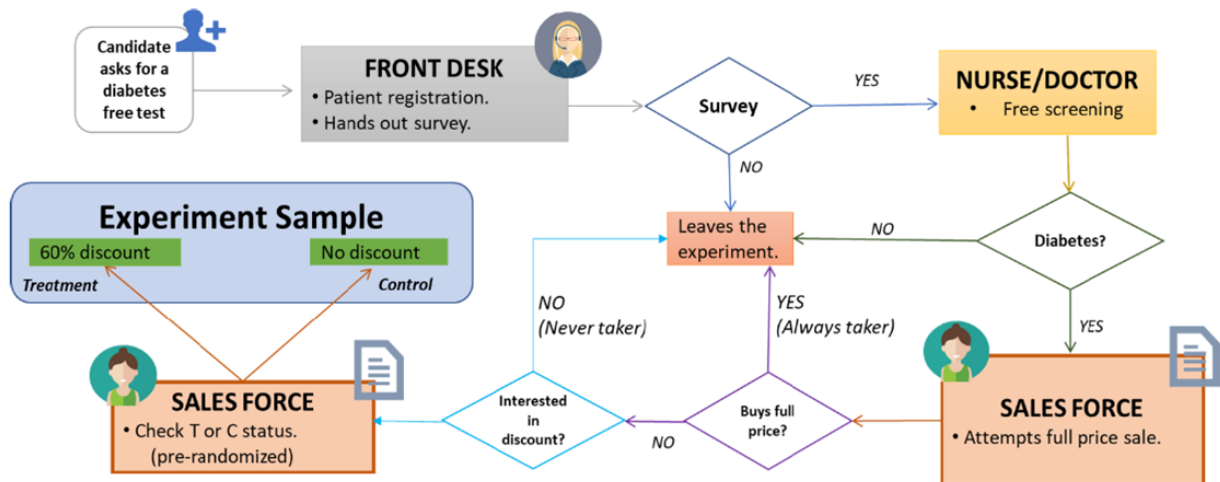 Candidate
asks for a
diabetes
free test
FRONT DESK
• Patient registration.
• Hands out survey.
Survey
YES
NURSE/DOCTOR
• Free screening
NO
Experiment Sample
60% discount
No discount
Treatment
Control
Leaves the
experiment.
NO
Diabetes?
NO
(Never taker)
YES
(Always taker)
YES
SALES FORCE
• Check T or C status.
(pre-randomized)
Interested
in
discount?
NO
Buys full
price?
SALES FORCE
• Attempts full price sale.